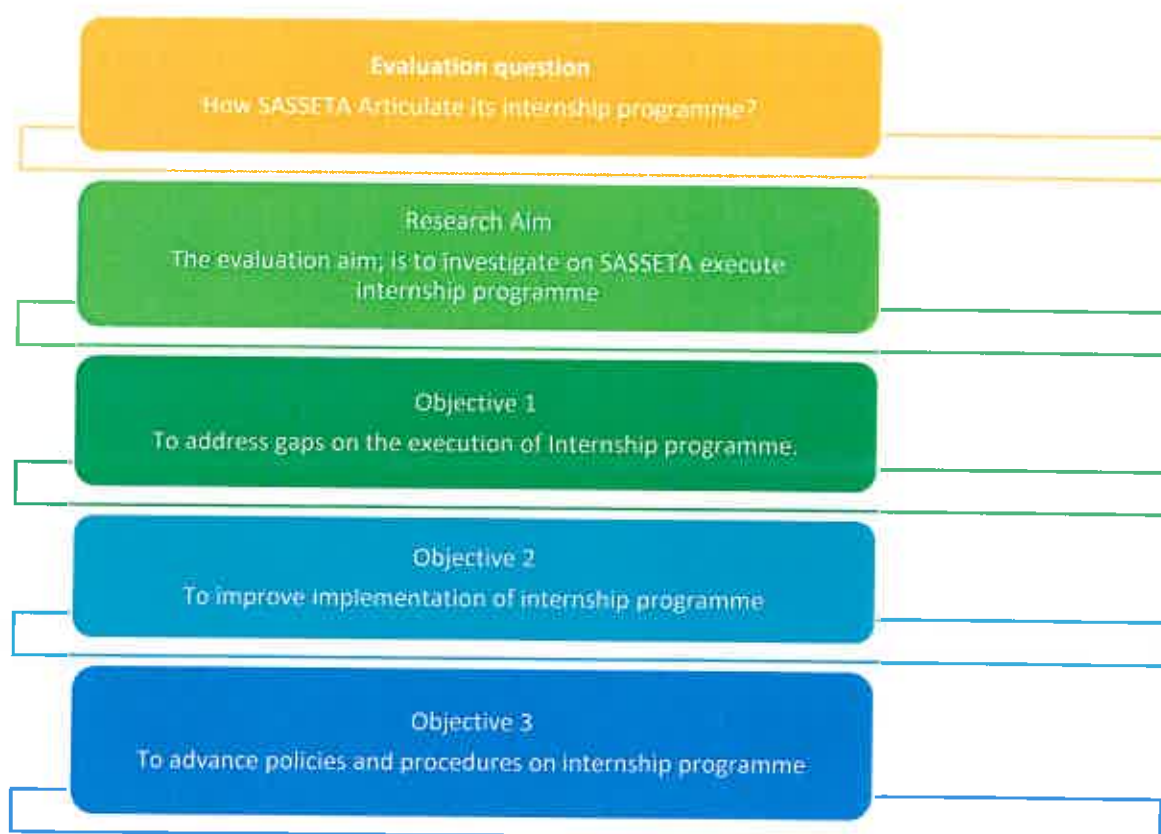 Evaluation question
How SASSETA Articulate its internship programme?
Research Aim
The evaluation aim; is to investigate on SASSETA execute
internship programme
Objective 1
To address gaps on the execution of Internship programme.
Objective 2
To improve implementation of internship programme
Objective 3
To advance policies and procedures on internship programme